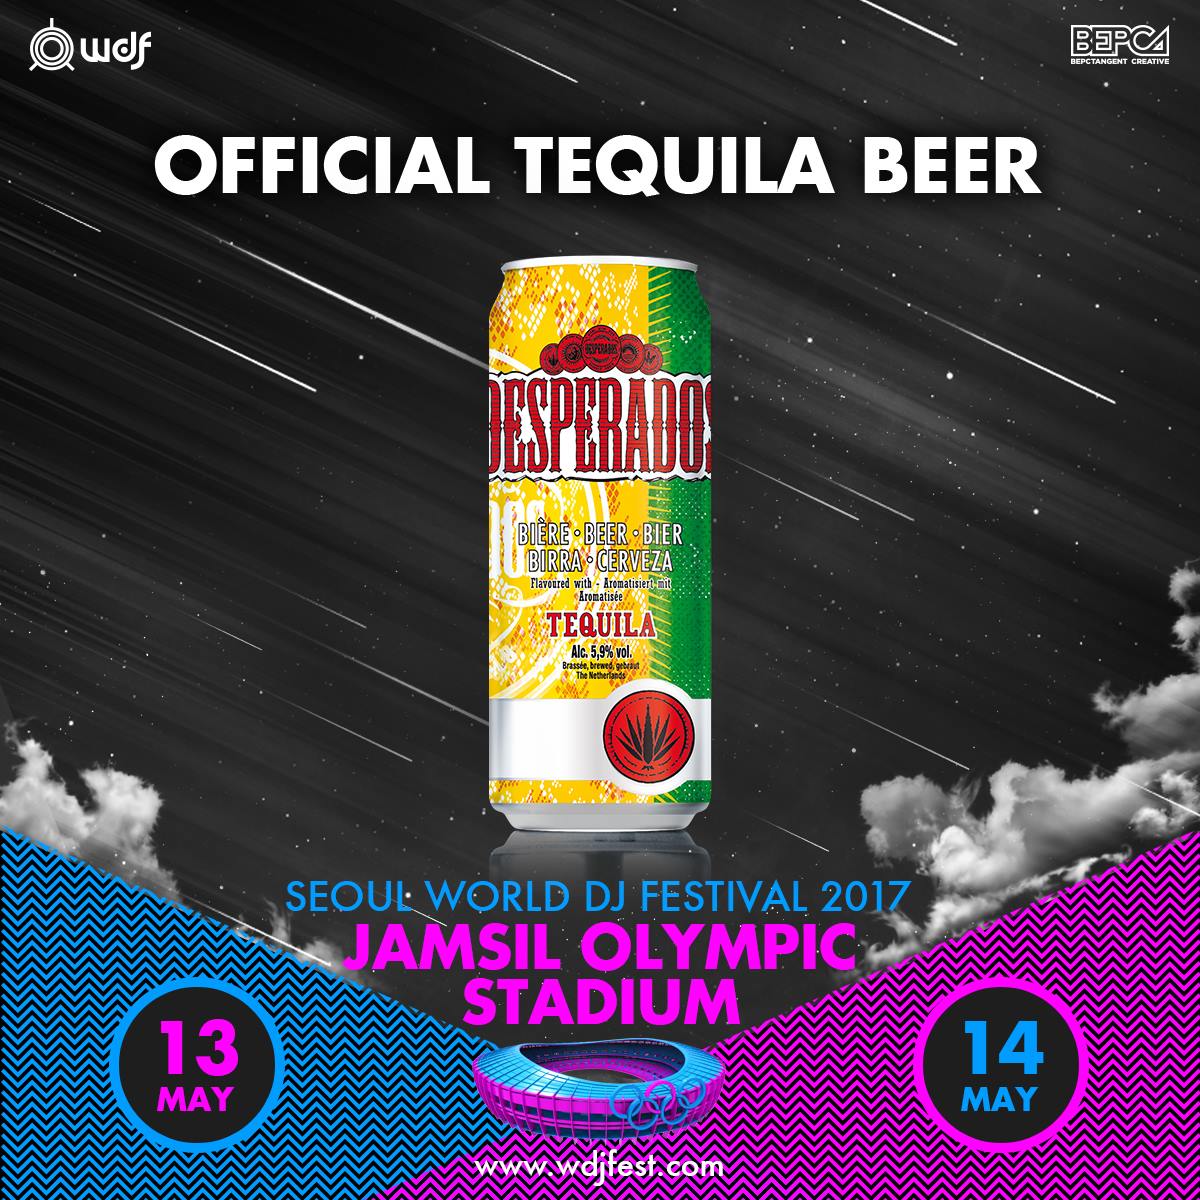 wdf
BEPCA
BEPCTANGENT CREATIVE
OFFICIAL TEQUILA BEER
DESPERADOS
DESPERADOS
BIÈRE • BEER • BIER
BIRRA • CERVEZA
Flavoured with - Aromatisiert mit
Aromatisée
TEQUILA
Alc. 5,9% vol.
Brassée, brewed, gebraut
The Netherlands
SEOUL WORLD DJ FESTIVAL 2017
JAMSIL OLYMPIC
STADIUM
13
MAY
14
MAY
www.wdjfest.com